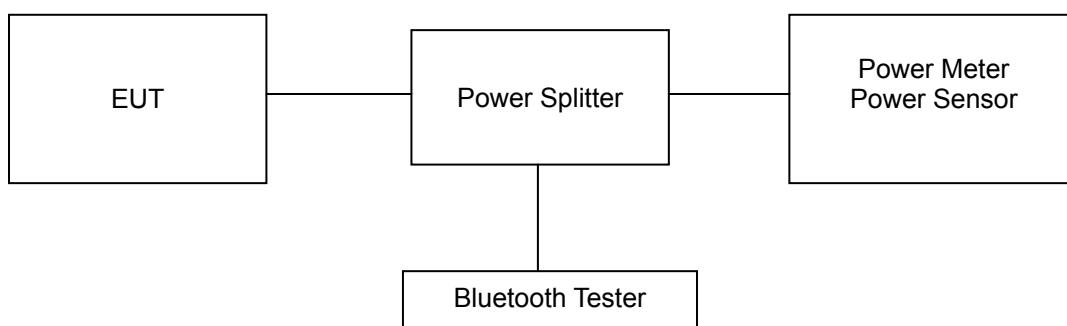 EUT
Power Splitter
Power Meter
Power Sensor
Bluetooth Tester